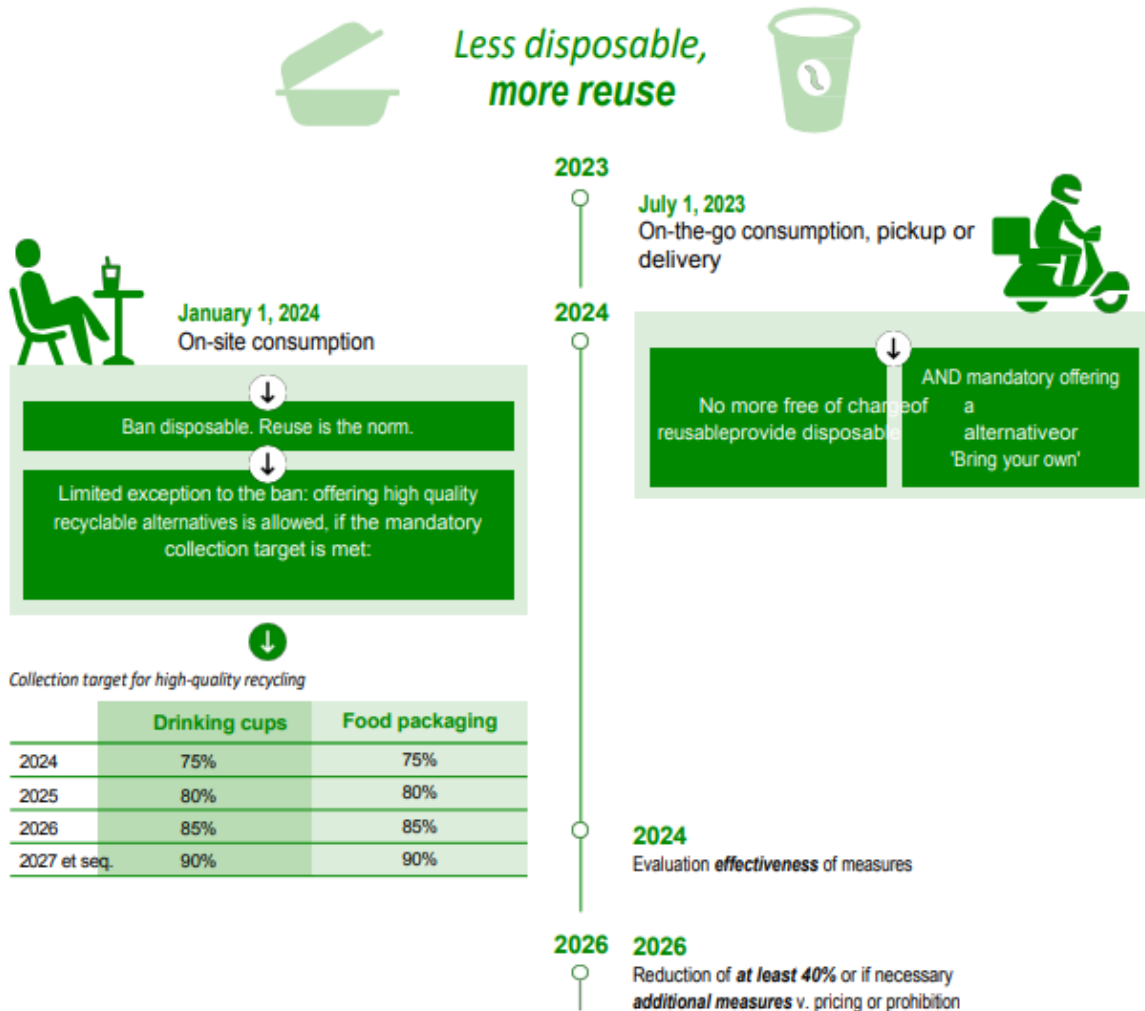 Less disposable,
more reuse
2023
July 1, 2023
On-the-go consumption, pickup or
delivery
January 1, 2024
On-site consumption
2024
Ban disposable. Reuse is the norm.
Limited exception to the ban: offering high quality
recyclable alternatives is allowed, if the mandatory
collection target is met:
No more free of chargeof
reusableprovide disposable
AND mandatory offering
a
alternativeor
'Bring your own'
Collection target for high-quality recycling
Drinking cups Food packaging
2024 75% 75%
2025 80% 80%
2026 85% 85%
2027 et seq. 90% 90%
2024
Evaluation effectiveness of measures
2026
2026
Reduction of at least 40% or if necessary
additional measures v. pricing or prohibition